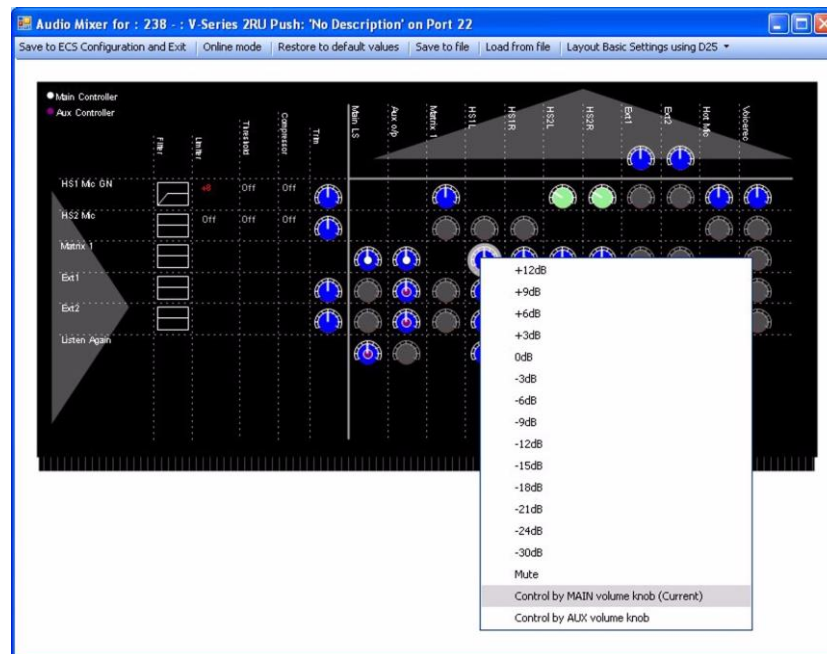 Audio Mixer for : 238 - : V-Series 2RU Push: 'No Description' on Port 22
Save to ECS Configuration and Exit Online mode Restore to default values Save to file Load from file Layout Basic Settings using D25
Main Controller
Aux Controller
Filter Limiter Threshold Compressor Trim Main LS Aux o/p Matrix 1 HS1L HS1R HS2L HS2R Ext1 Ext2 Hot Mic Voicerec
HS1 Mic GN +8 Off Off
HS2 Mic Off Off Off
Matrix 1
Ext1
Ext2
Listen Again
+12dB
+9dB
+6dB
+3dB
0dB
-3dB
-6dB
-9dB
-12dB
-15dB
-18dB
-21dB
-24dB
-30dB
Mute
Control by MAIN volume knob (Current)
Control by AUX volume knob